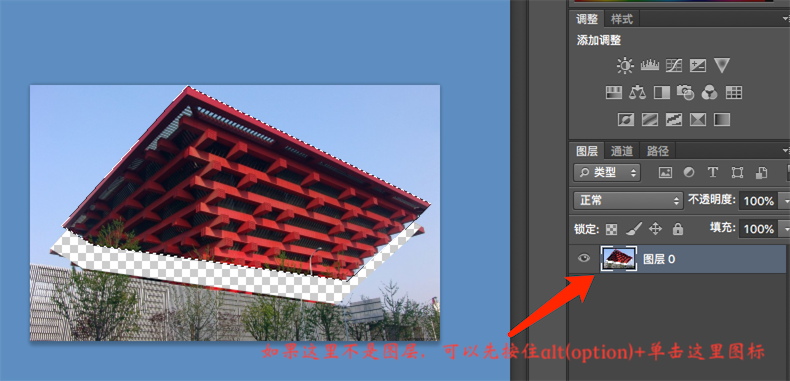 调整 样式
添加调整
图层 通道 路径
类型
正常 不透明度: 100%
锁定: 填充: 100%
图层 0
如果这里不是图层，可以先按住alt(option)+单击这里图标